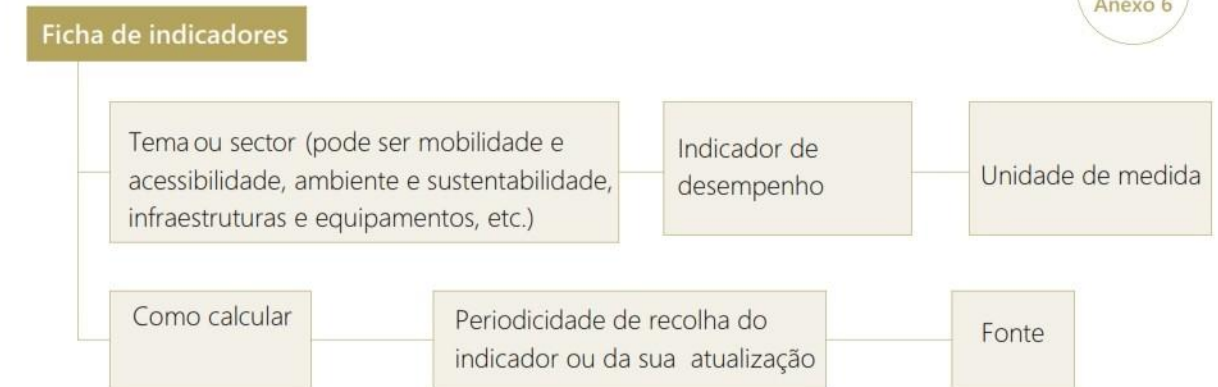 Anexo 6
Ficha de indicadores
Tema ou sector (pode ser mobilidade e
acessibilidade, ambiente e sustentabilidade,
infraestruturas e equipamentos, etc.)
Indicador de
desempenho
Unidade de medida
Como calcular
Periodicidade de recolha do
indicador ou da sua atualização
Fonte